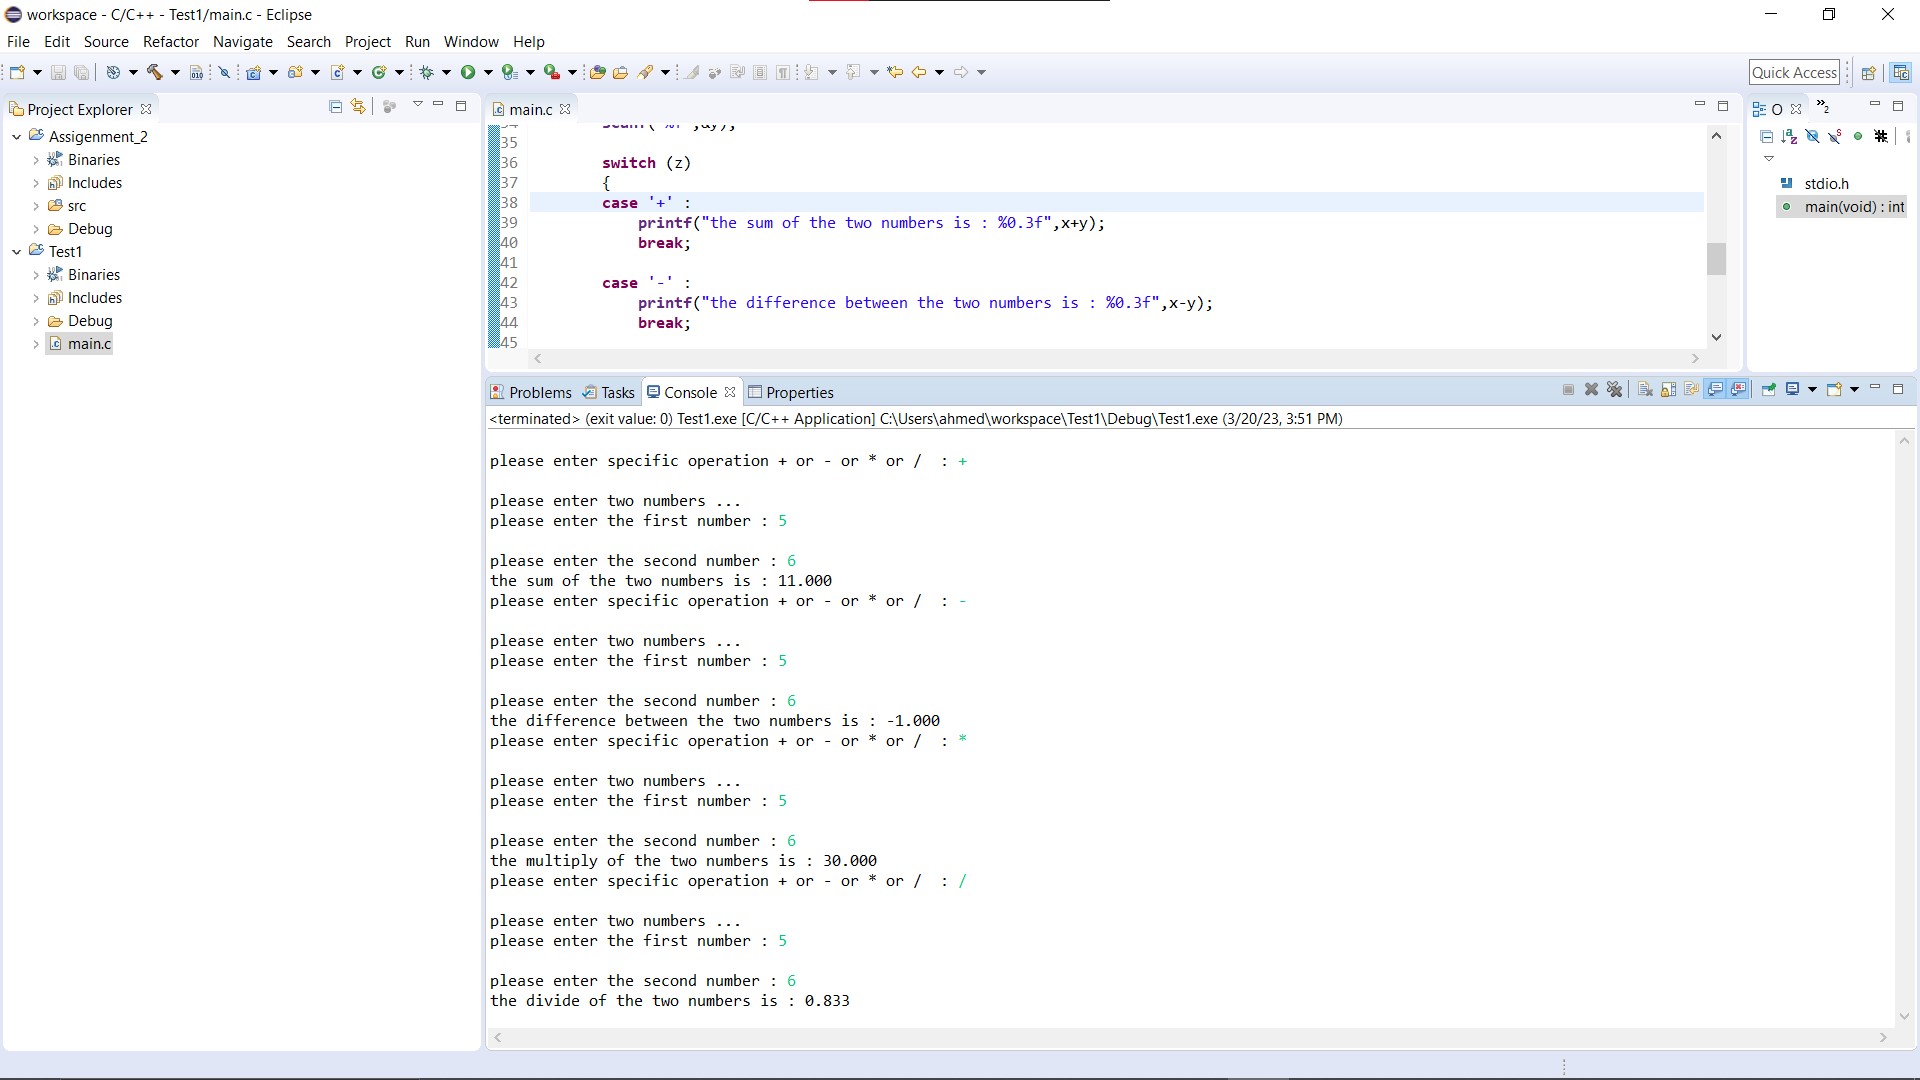 workspace - C/C++ - Test1/main.c - Eclipse
File Edit Source Refactor Navigate Search Project Run Window Help
Quick Access
Project Explorer
Assigenment_2
Binaries
Includes
src
Debug
Test1
Binaries
Includes
Debug
main.c
main.c
35
36 switch (z)
37 {
38 case '+' :
39 printf("the sum of the two numbers is : %0.3f",x+y);
40 break;
41
42 case '-' :
43 printf("the difference between the two numbers is : %0.3f",x-y);
44 break;
45
O
»2
stdio.h
main(void) : int
Problems Tasks Console Properties
<terminated> (exit value: 0) Test1.exe [C/C++ Application] C:\Users\ahmed\workspace\Test1\Debug\Test1.exe (3/20/23, 3:51 PM)
please enter specific operation + or - or * or /  : +
please enter two numbers ...
please enter the first number : 5
please enter the second number : 6
the sum of the two numbers is : 11.000
please enter specific operation + or - or * or /  : -
please enter two numbers ...
please enter the first number : 5
please enter the second number : 6
the difference between the two numbers is : -1.000
please enter specific operation + or - or * or /  : *
please enter two numbers ...
please enter the first number : 5
please enter the second number : 6
the multiply of the two numbers is : 30.000
please enter specific operation + or - or * or /  : /
please enter two numbers ...
please enter the first number : 5
please enter the second number : 6
the divide of the two numbers is : 0.833